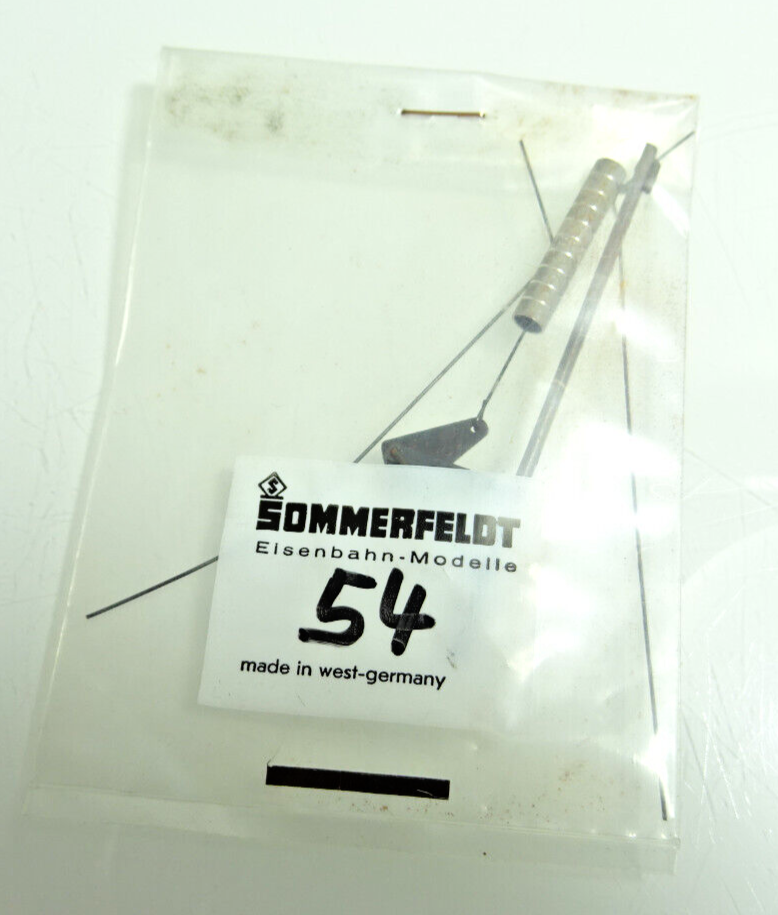 S
SOMMERFELDT
Eisenbahn-Modelle
54
made in west-germany